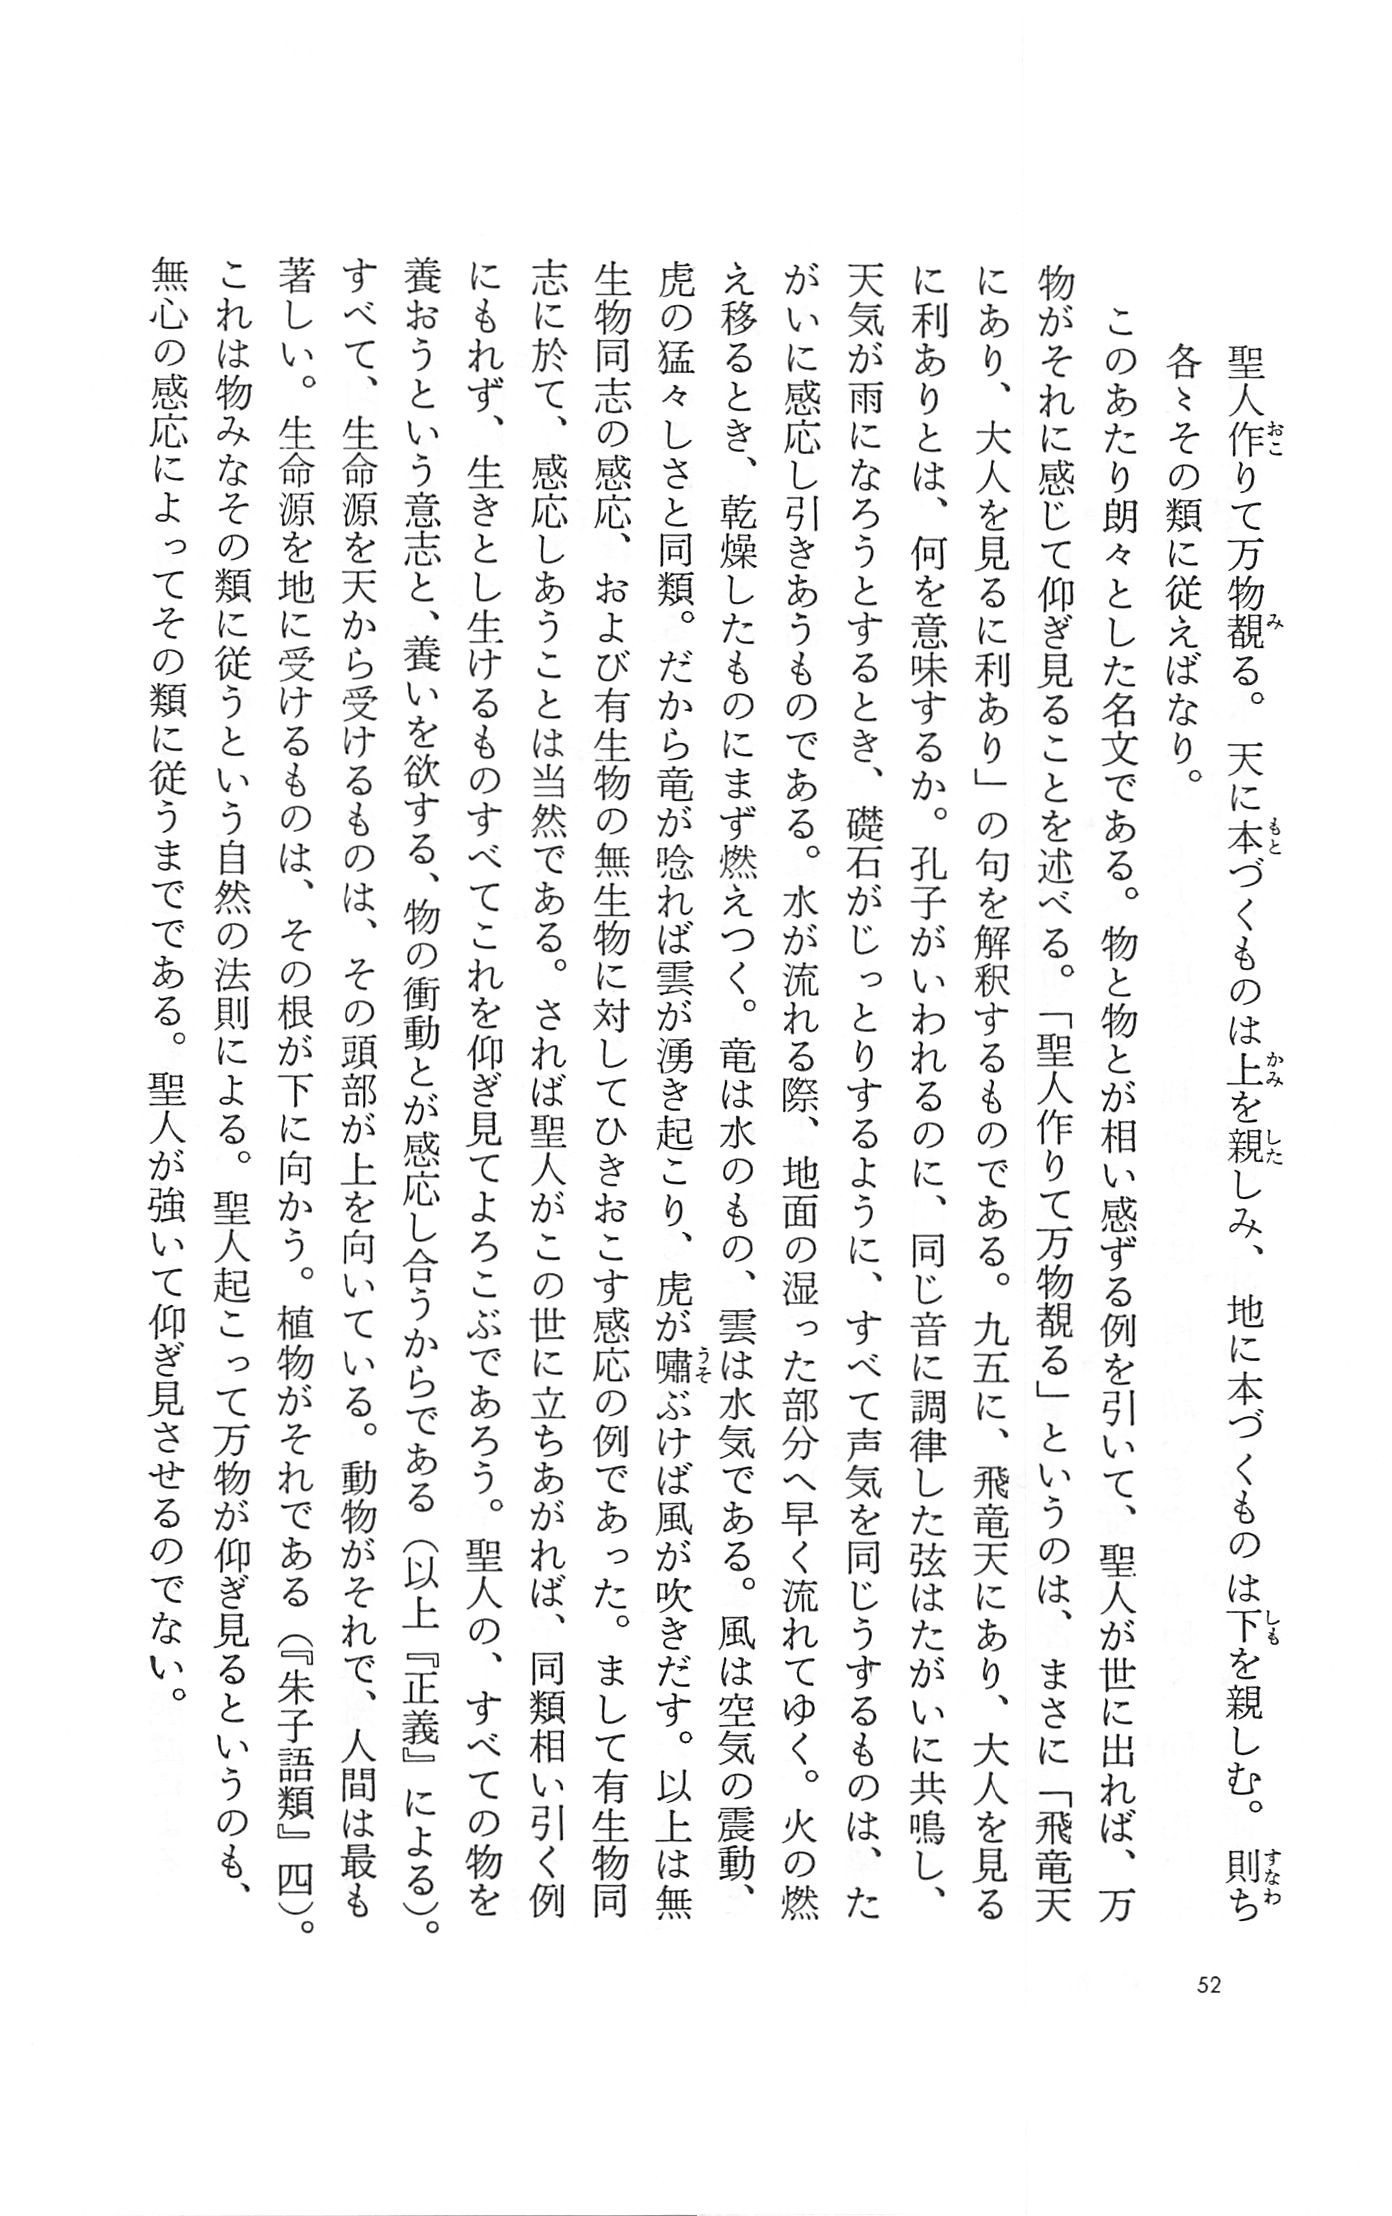 聖人作りて万物覩る。天に本づくものは上を親しみ、地に本づくものは下を親しむ。則ち
各〻その類に従えばなり。
このあたり朗々とした名文である。物と物とが相い感ずる例を引いて、聖人が世に出れば、万
物がそれに感じて仰ぎ見ることを述べる。「聖人作りて万物覩る」というのは、まさに「飛竜天
にあり、大人を見るに利あり」の句を解釈するものである。九五に、飛竜天にあり、大人を見る
に利ありとは、何を意味するか。孔子がいわれるのに、同じ音に調律した弦はたがいに共鳴し、
天気が雨になろうとするとき、礎石がじっとりするように、すべて声気を同じうするものは、た
がいに感応し引きあうものである。水が流れる際、地面の湿った部分へ早く流れてゆく。火の燃
え移るとき、乾燥したものにまず燃えつく。竜は水のもの、雲は水気である。風は空気の震動、
虎の猛々しさと同類。だから竜が唸れば雲が湧き起こり、虎が嘯ぶけば風が吹きだす。以上は無
生物同志の感応、および有生物の無生物に対してひきおこす感応の例であった。まして有生物同
志に於て、感応しあうことは当然である。されば聖人がこの世に立ちあがれば、同類相い引く例
にもれず、生きとし生けるものすべてこれを仰ぎ見てよろこぶであろう。聖人の、すべての物を
養おうという意志と、養いを欲する、物の衝動とが感応し合うからである（以上『正義』による）。
すべて、生命源を天から受けるものは、その頭部が上を向いている。動物がそれで、人間は最も
著しい。生命源を地に受けるものは、その根が下に向かう。植物がそれである（『朱子語類』四）。
これは物みなその類に従うという自然の法則による。聖人起こって万物が仰ぎ見るというのも、
無心の感応によってその類に従うまでである。聖人が強いて仰ぎ見させるのでない。
52